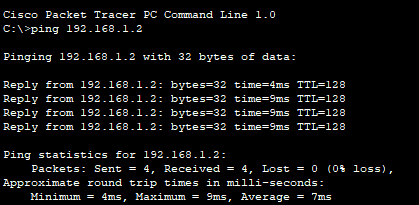 Cisco Packet Tracer PC Command Line 1.0
C:\>ping 192.168.1.2
Pinging 192.168.1.2 with 32 bytes of data:
Reply from 192.168.1.2: bytes=32 time=4ms TTL=128
Reply from 192.168.1.2: bytes=32 time=9ms TTL=128
Reply from 192.168.1.2: bytes=32 time=9ms TTL=128
Reply from 192.168.1.2: bytes=32 time=9ms TTL=128
Ping statistics for 192.168.1.2:
Packets: Sent = 4, Received = 4, Lost = 0 (0% loss),
Approximate round trip times in milli-seconds:
Minimum = 4ms, Maximum = 9ms, Average = 7ms